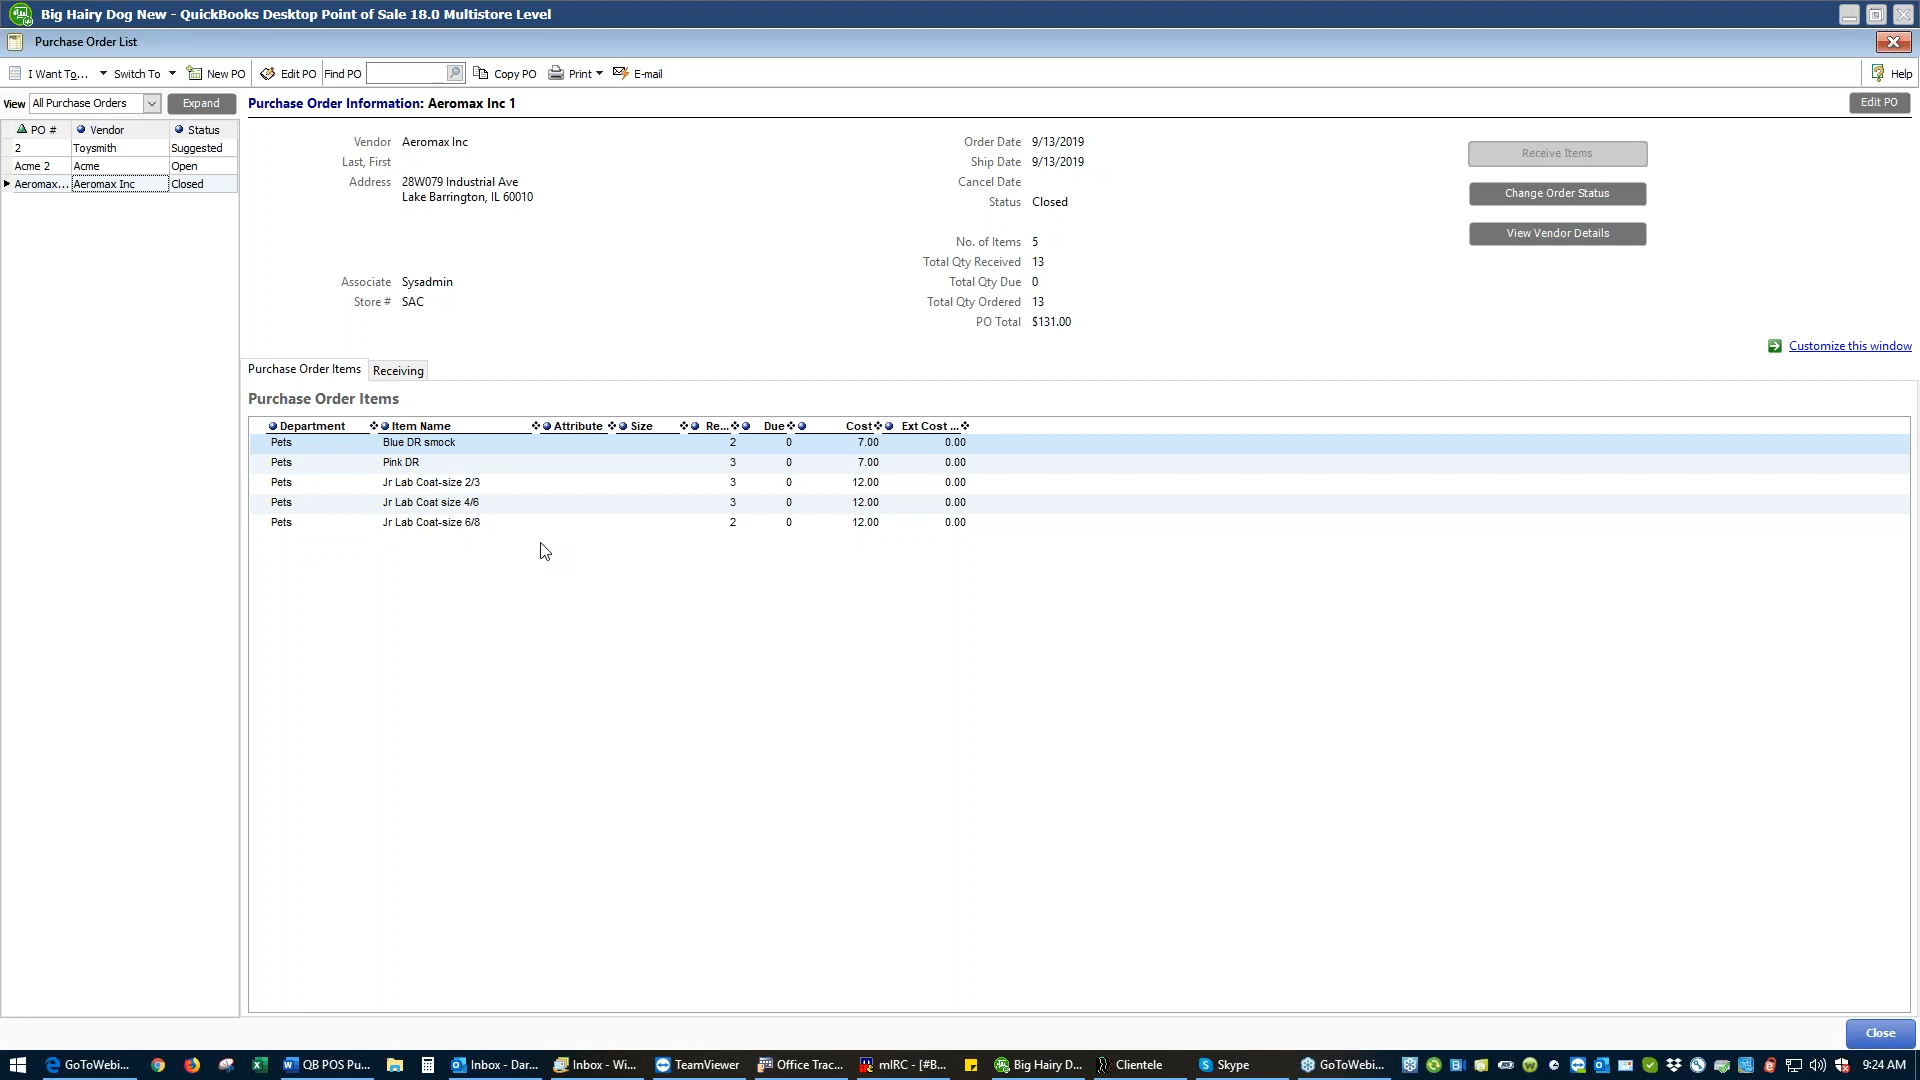 Big Hairy Dog New - QuickBooks Desktop Point of Sale 18.0 Multistore Level
Purchase Order List
I Want To... Switch To New PO Edit PO Find PO Copy PO Print E-mail Help
View All Purchase Orders Expand Purchase Order Information: Aeromax Inc 1 Edit PO
PO # Vendor Status
2 Toysmith Suggested
Acme 2 Acme Open
Aeromax... Aeromax Inc Closed
Vendor Aeromax Inc
Last, First
Address 28W079 Industrial Ave
Lake Barrington, IL 60010
Associate Sysadmin
Store # SAC
Order Date 9/13/2019
Ship Date 9/13/2019
Cancel Date
Status Closed
No. of Items 5
Total Qty Received 13
Total Qty Due 0
Total Qty Ordered 13
PO Total $131.00
Receive Items
Change Order Status
View Vendor Details
Customize this window
Purchase Order Items Receiving
Purchase Order Items
Department Item Name Attribute Size Re... Due Cost Ext Cost ...
Pets Blue DR smock 2 0 7.00 0.00
Pets Pink DR 3 0 7.00 0.00
Pets Jr Lab Coat-size 2/3 3 0 12.00 0.00
Pets Jr Lab Coat size 4/6 3 0 12.00 0.00
Pets Jr Lab Coat-size 6/8 2 0 12.00 0.00
Close
GoToWebi... QB POS Pu... Inbox - Dar... Inbox - Wi... TeamViewer Office Trac... mIRC - [#B... Big Hairy D... Clientele Skype GoToWebi... 9:24 AM